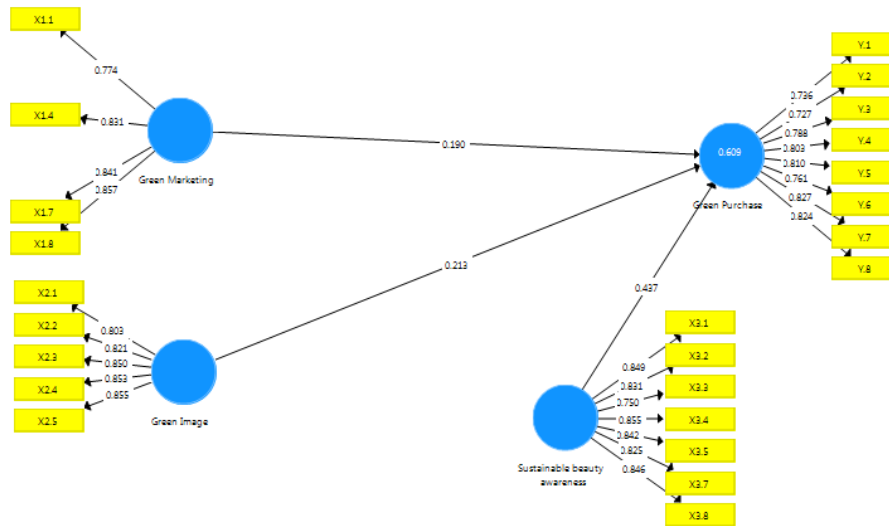 X1.1
0.774
X1.4
0.831
0.841
0.857
X1.7
X1.8
Green Marketing
0.190
X2.1
X2.2
X2.3
X2.4
X2.5
0.803
0.821
0.850
0.853
0.855
Green Image
0.213
0.437
Sustainable beauty
awareness
0.849
0.831
0.750
0.855
0.842
0.825
0.846
X3.1
X3.2
X3.3
X3.4
X3.5
X3.7
X3.8
0.609
Green Purchase
0.736
0.727
0.788
0.803
0.810
0.761
0.827
0.824
Y.1
Y.2
Y.3
Y.4
Y.5
Y.6
Y.7
Y.8